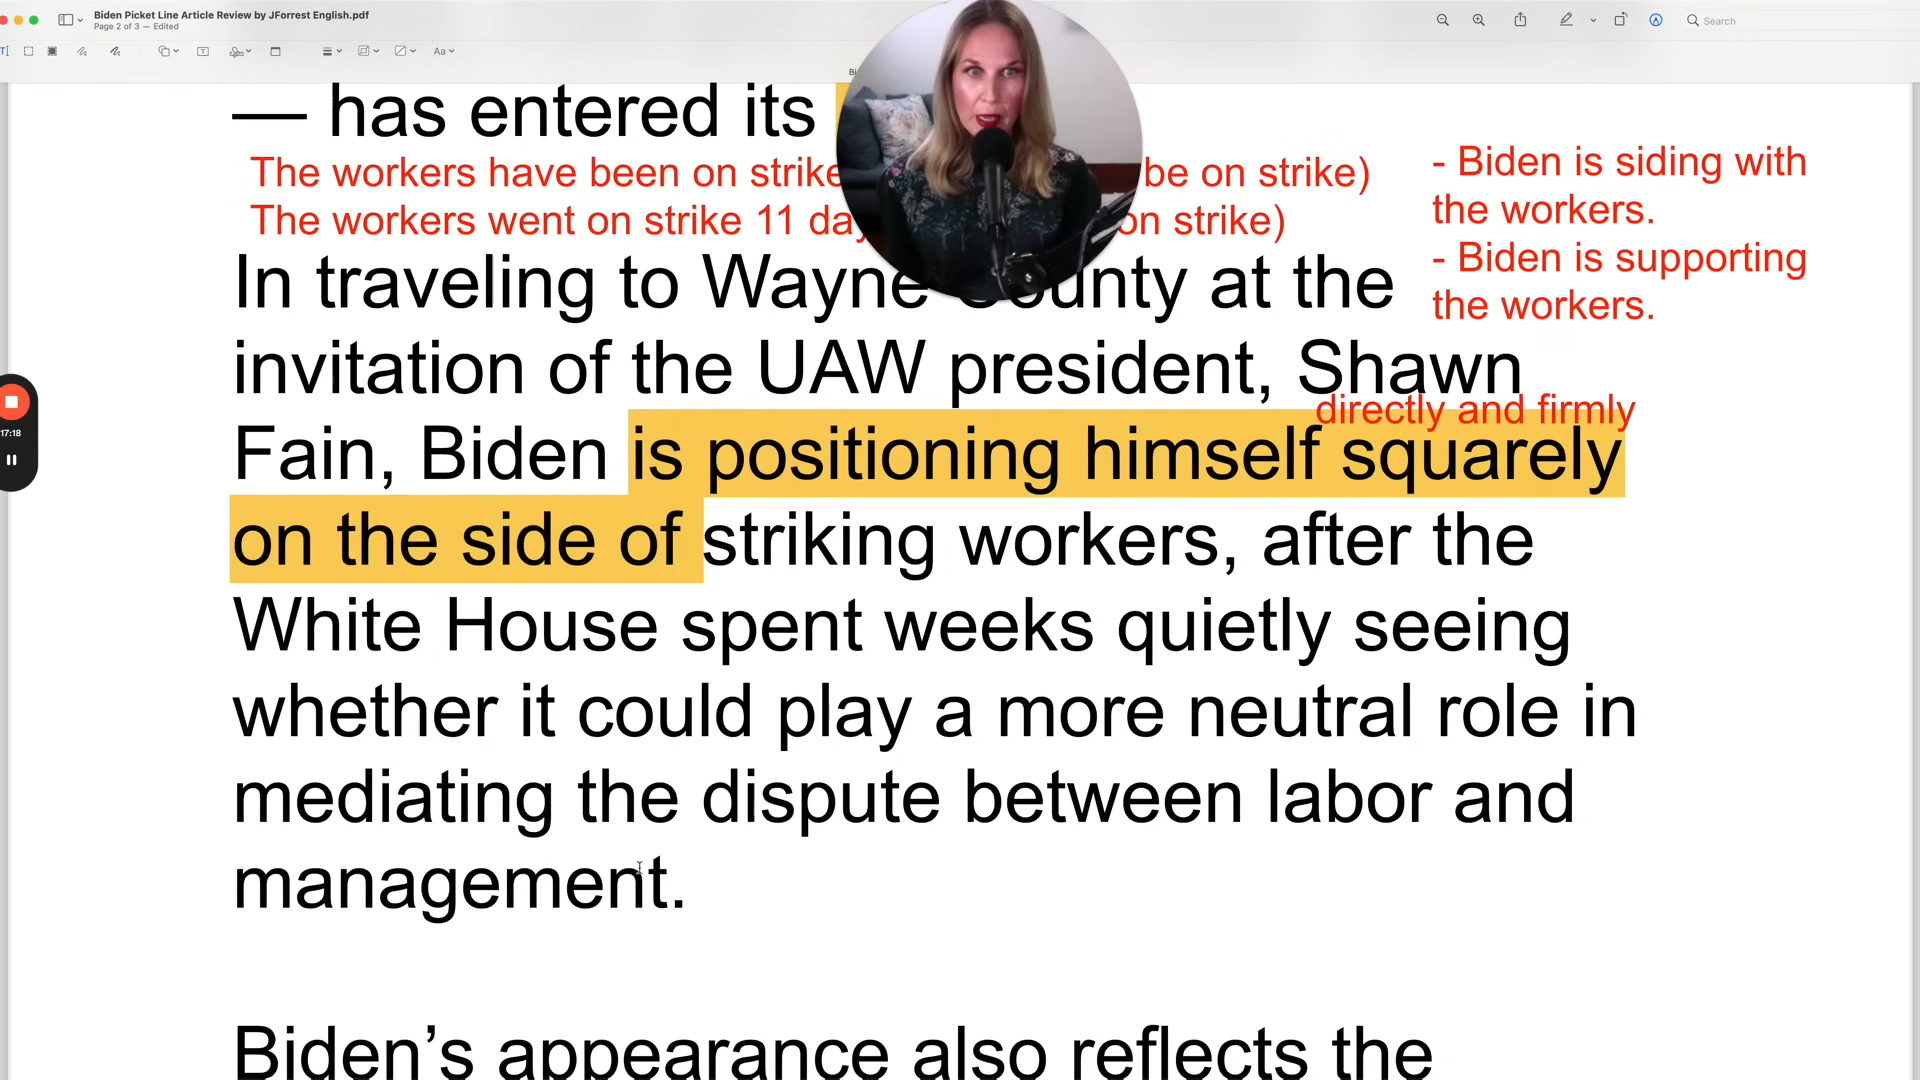 Biden Picket Line Article Review by JForrest English.pdf
Page 2 of 3 — Edited
Search
Aa
— has entered its
The workers have been on strike be on strike)
The workers went on strike 11 on strike)
- Biden is siding with
the workers.
- Biden is supporting
the workers.
In traveling to Wayne County at the
invitation of the UAW president, Shawn
directly and firmly
Fain, Biden is positioning himself squarely
on the side of striking workers, after the
White House spent weeks quietly seeing
whether it could play a more neutral role in
mediating the dispute between labor and
management.
Biden’s appearance also reflects the
17:18